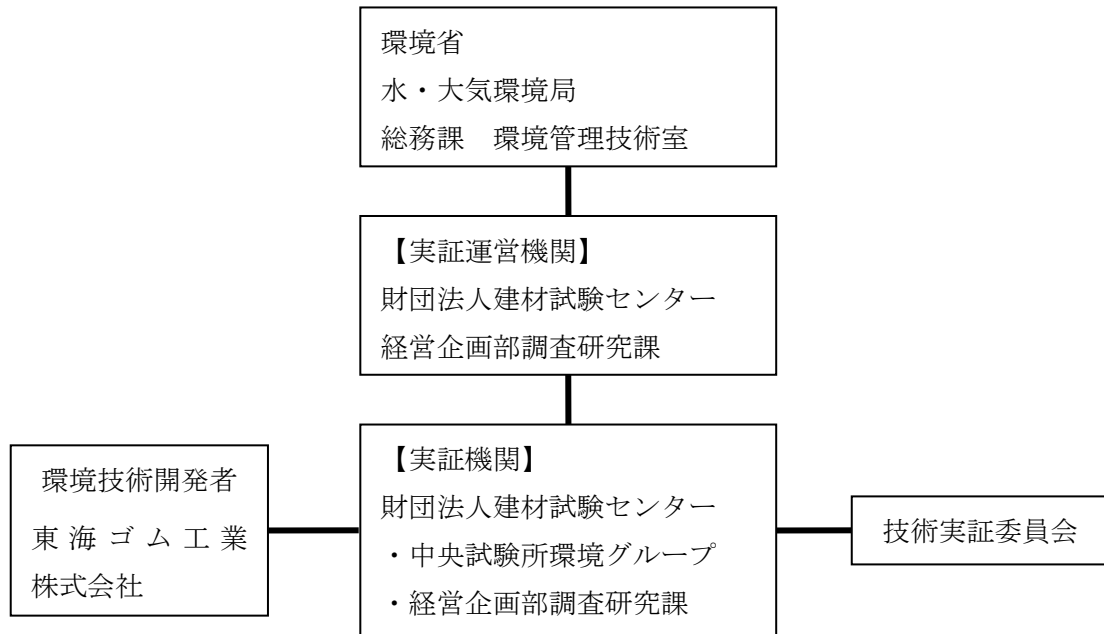 環境省
水・大気環境局
総務課　環境管理技術室
【実証運営機関】
財団法人建材試験センター
経営企画部調査研究課
環境技術開発者
東海ゴム工業
株式会社
【実証機関】
財団法人建材試験センター
・中央試験所環境グループ
・経営企画部調査研究課
技術実証委員会